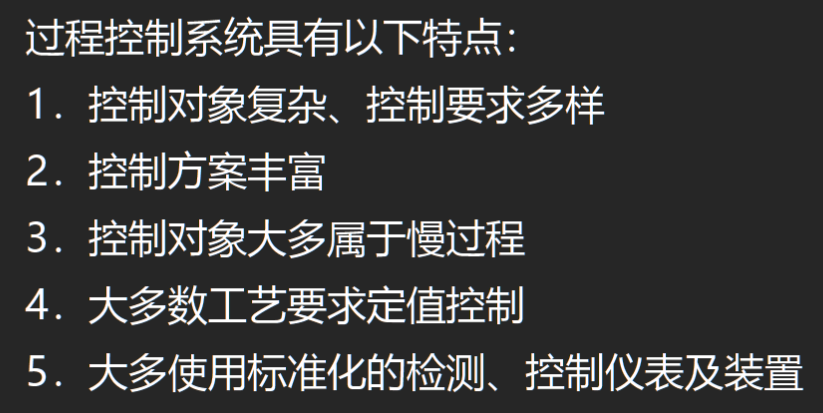 过程控制系统具有以下特点：
1. 控制对象复杂、控制要求多样
2. 控制方案丰富
3. 控制对象大多属于慢过程
4. 大多数工艺要求定值控制
5. 大多使用标准化的检测、控制仪表及装置